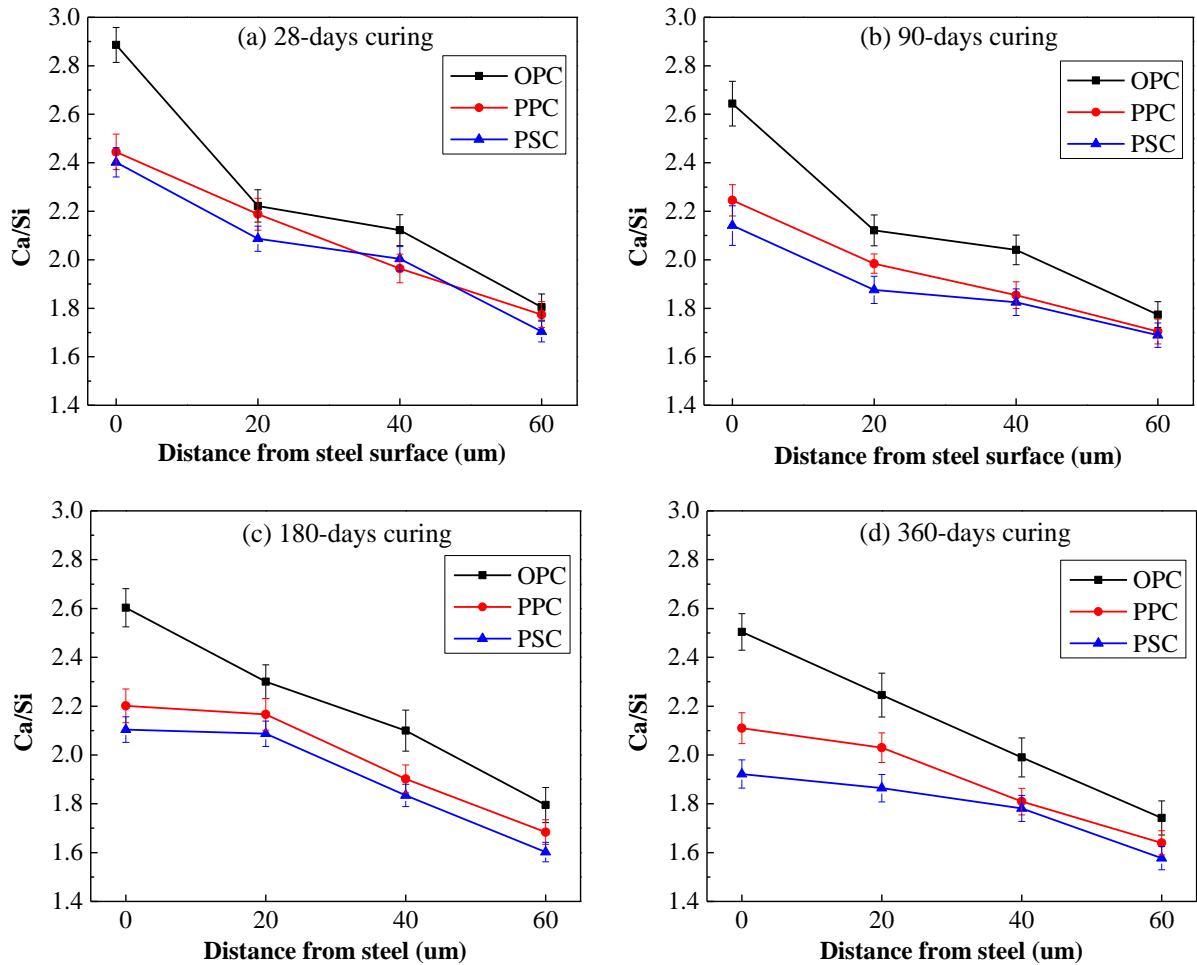 (a) 28-days curing
OPC
PPC
PSC
Ca/Si
3.0
2.8
2.6
2.4
2.2
2.0
1.8
1.6
1.4
0 20 40 60
Distance from steel surface (um)
(b) 90-days curing
OPC
PPC
PSC
Ca/Si
3.0
2.8
2.6
2.4
2.2
2.0
1.8
1.6
1.4
0 20 40 60
Distance from steel surface (um)
(c) 180-days curing
OPC
PPC
PSC
Ca/Si
3.0
2.8
2.6
2.4
2.2
2.0
1.8
1.6
1.4
0 20 40 60
Distance from steel (um)
(d) 360-days curing
OPC
PPC
PSC
Ca/Si
3.0
2.8
2.6
2.4
2.2
2.0
1.8
1.6
1.4
0 20 40 60
Distance from steel (um)